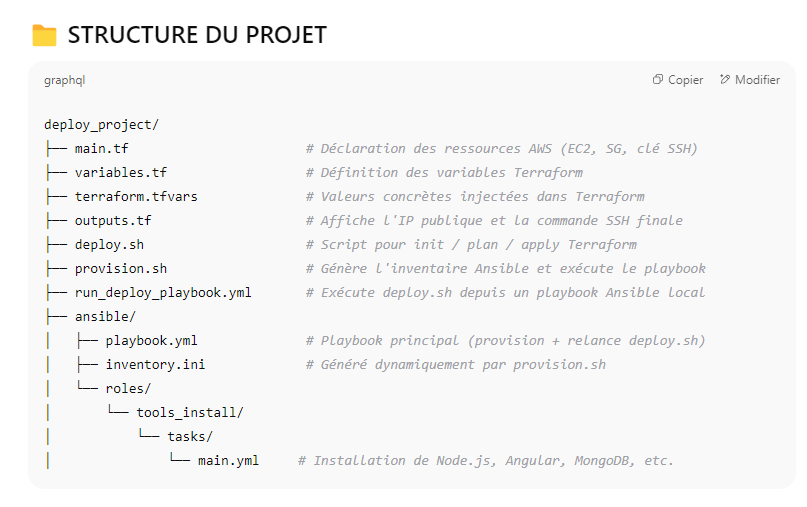 📁 STRUCTURE DU PROJET
graphql Copier Modifier
deploy_project/
├── main.tf # Déclaration des ressources AWS (EC2, SG, clé SSH)
├── variables.tf # Définition des variables Terraform
├── terraform.tfvars # Valeurs concrètes injectées dans Terraform
├── outputs.tf # Affiche l'IP publique et la commande SSH finale
├── deploy.sh # Script pour init / plan / apply Terraform
├── provision.sh # Génère l'inventaire Ansible et exécute le playbook
├── run_deploy_playbook.yml # Exécute deploy.sh depuis un playbook Ansible local
├── ansible/
│   ├── playbook.yml # Playbook principal (provision + relance deploy.sh)
│   ├── inventory.ini # Généré dynamiquement par provision.sh
│   └── roles/
│       └── tools_install/
│           └── tasks/
│               └── main.yml # Installation de Node.js, Angular, MongoDB, etc.